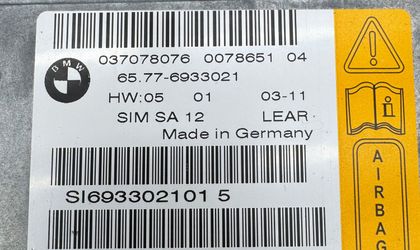 BMW
037078076 0078651 04
65.77-6933021
HW:05 01 03-11
SIM SA 12 LEAR
Made in Germany
SI693302101 5
AIRBAG